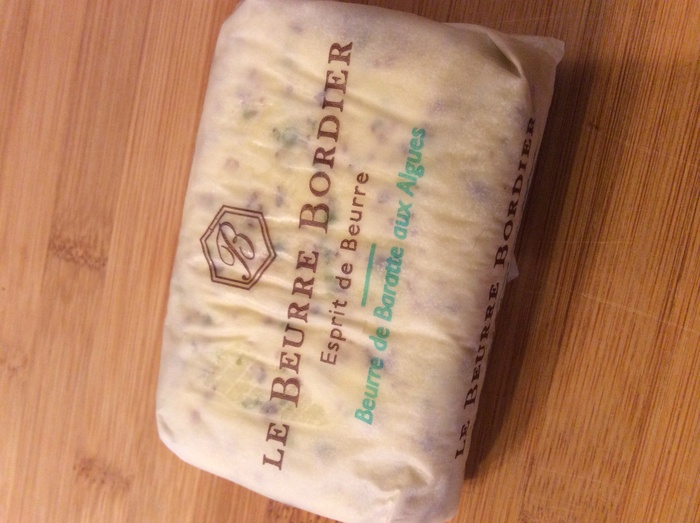 B
LE BEURRE BORDIER
Esprit de Beurre
Beurre de Baratte aux Algues
LE BEURRE BORDIER